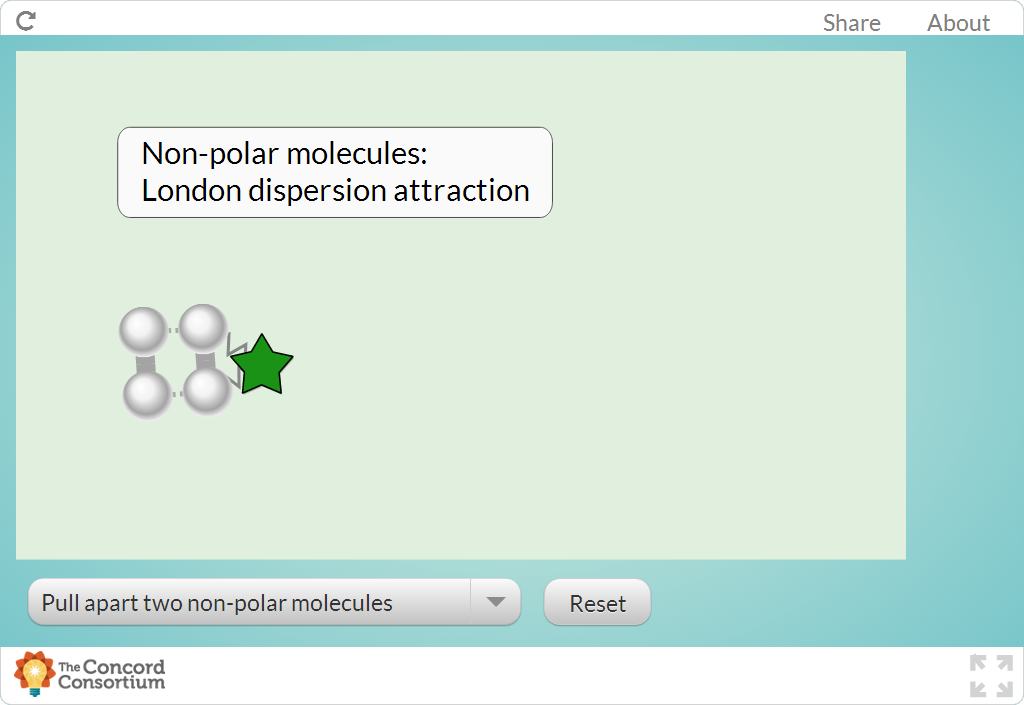 Share About
Non-polar molecules:
London dispersion attraction
Pull apart two non-polar molecules
Reset
The Concord
Consortium